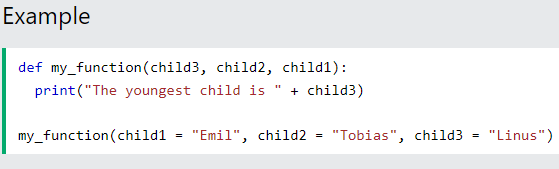 Example
def my_function(child3, child2, child1):
  print("The youngest child is " + child3)
my_function(child1 = "Emil", child2 = "Tobias", child3 = "Linus")